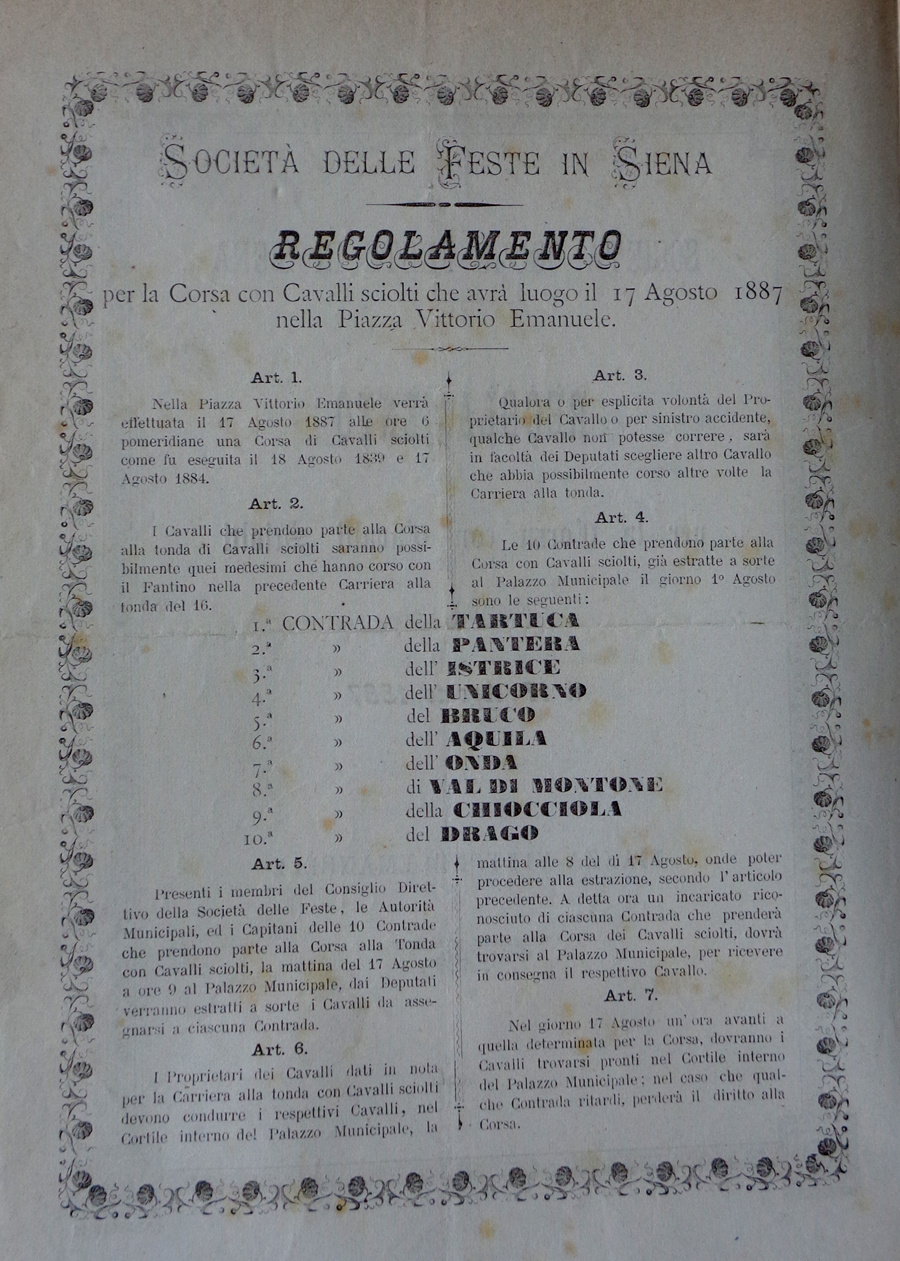 SOCIETÀ DELLE FESTE IN SIENA
REGOLAMENTO
per la Corsa con Cavalli sciolti che avrà luogo il 17 Agosto 1887
nella Piazza Vittorio Emanuele.
Art. 1.
Nella Piazza Vittorio Emanuele verrà
effettuata il 17 Agosto 1887 alle ore 6
pomeridiane una Corsa di Cavalli sciolti
come fu eseguita il 18 Agosto 1839 e 17
Agosto 1884.
Art. 2.
I Cavalli che prendono parte alla Corsa
alla tonda di Cavalli sciolti saranno possi-
bilmente quei medesimi che hanno corso con
il Fantino nella precedente Carriera alla
tonda del 16.
Art. 3.
Qualora o per esplicita volontà del Pro-
prietario del Cavallo o per sinistro accidente,
qualche Cavallo non potesse correre, sarà
in facoltà dei Deputati scegliere altro Cavallo
che abbia possibilmente corso altre volte la
Carriera alla tonda.
Art. 4.
Le 10 Contrade che prendono parte alla
Corsa con Cavalli sciolti, già estratte a sorte
al Palazzo Municipale il giorno 1º Agosto
sono le seguenti:
1.ª CONTRADA della TARTUCA
2.ª » della PANTERA
3.ª » dell' ISTRICE
4.ª » dell' UNICORNO
5.ª » del BRUCO
6.ª » dell' AQUILA
7.ª » dell' ONDA
8.ª » di VAL DI MONTONE
9.ª » della CHIOCCIOLA
10.ª » del DRAGO
Art. 5.
Presenti i membri del Consiglio Diret-
tivo della Società delle Feste, le Autorità
Municipali, ed i Capitani delle 10 Contrade
che prendono parte alla Corsa alla Tonda
con Cavalli sciolti, la mattina del 17 Agosto
a ore 9 al Palazzo Municipale, dai Deputati
verranno estratti a sorte i Cavalli da asse-
gnarsi a ciascuna Contrada.
Art. 6.
I Proprietari dei Cavalli dati in nota
per la Carriera alla tonda con Cavalli sciolti
devono condurre i respettivi Cavalli, nel
Cortile interno del Palazzo Municipale, la
mattina alle 8 del dì 17 Agosto, onde poter
procedere alla estrazione, secondo l'articolo
precedente. A detta ora un incaricato rico-
nosciuto di ciascuna Contrada che prenderà
parte alla Corsa dei Cavalli sciolti, dovrà
trovarsi al Palazzo Municipale, per ricevere
in consegna il respettivo Cavallo.
Art. 7.
Nel giorno 17 Agosto un'ora avanti a
quella determinata per la Corsa, dovranno i
Cavalli trovarsi pronti nel Cortile interno
del Palazzo Municipale; nel caso che qual-
che Contrada ritardi, perderà il diritto alla
Corsa.